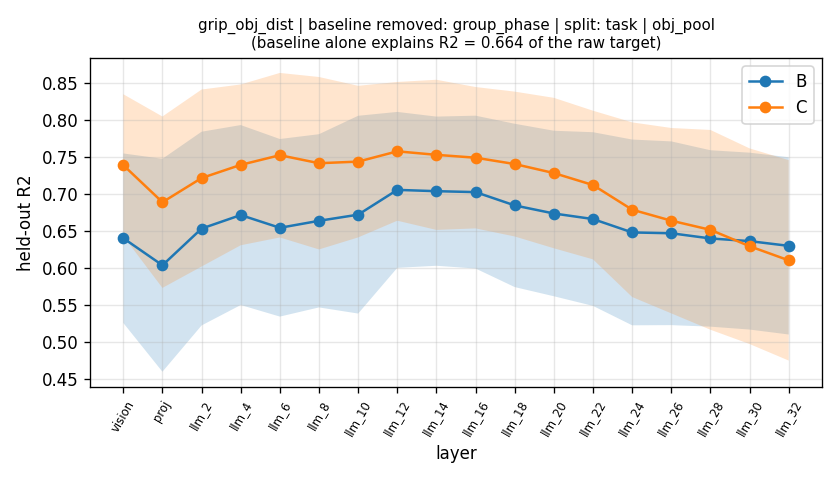 grip_obj_dist | baseline removed: group_phase | split: task | obj_pool
(baseline alone explains R2 = 0.664 of the raw target)
B
C
held-out R2
0.85
0.80
0.75
0.70
0.65
0.60
0.55
0.50
0.45
vision
proj
llm_2
llm_4
llm_6
llm_8
llm_10
llm_12
llm_14
llm_16
llm_18
llm_20
llm_22
llm_24
llm_26
llm_28
llm_30
llm_32
layer